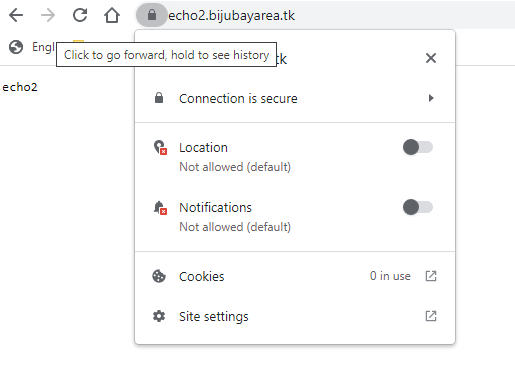 echo2.bijubayarea.tk
Engl
Click to go forward, hold to see history
echo2
Connection is secure
Location
Not allowed (default)
Notifications
Not allowed (default)
Cookies
0 in use
Site settings